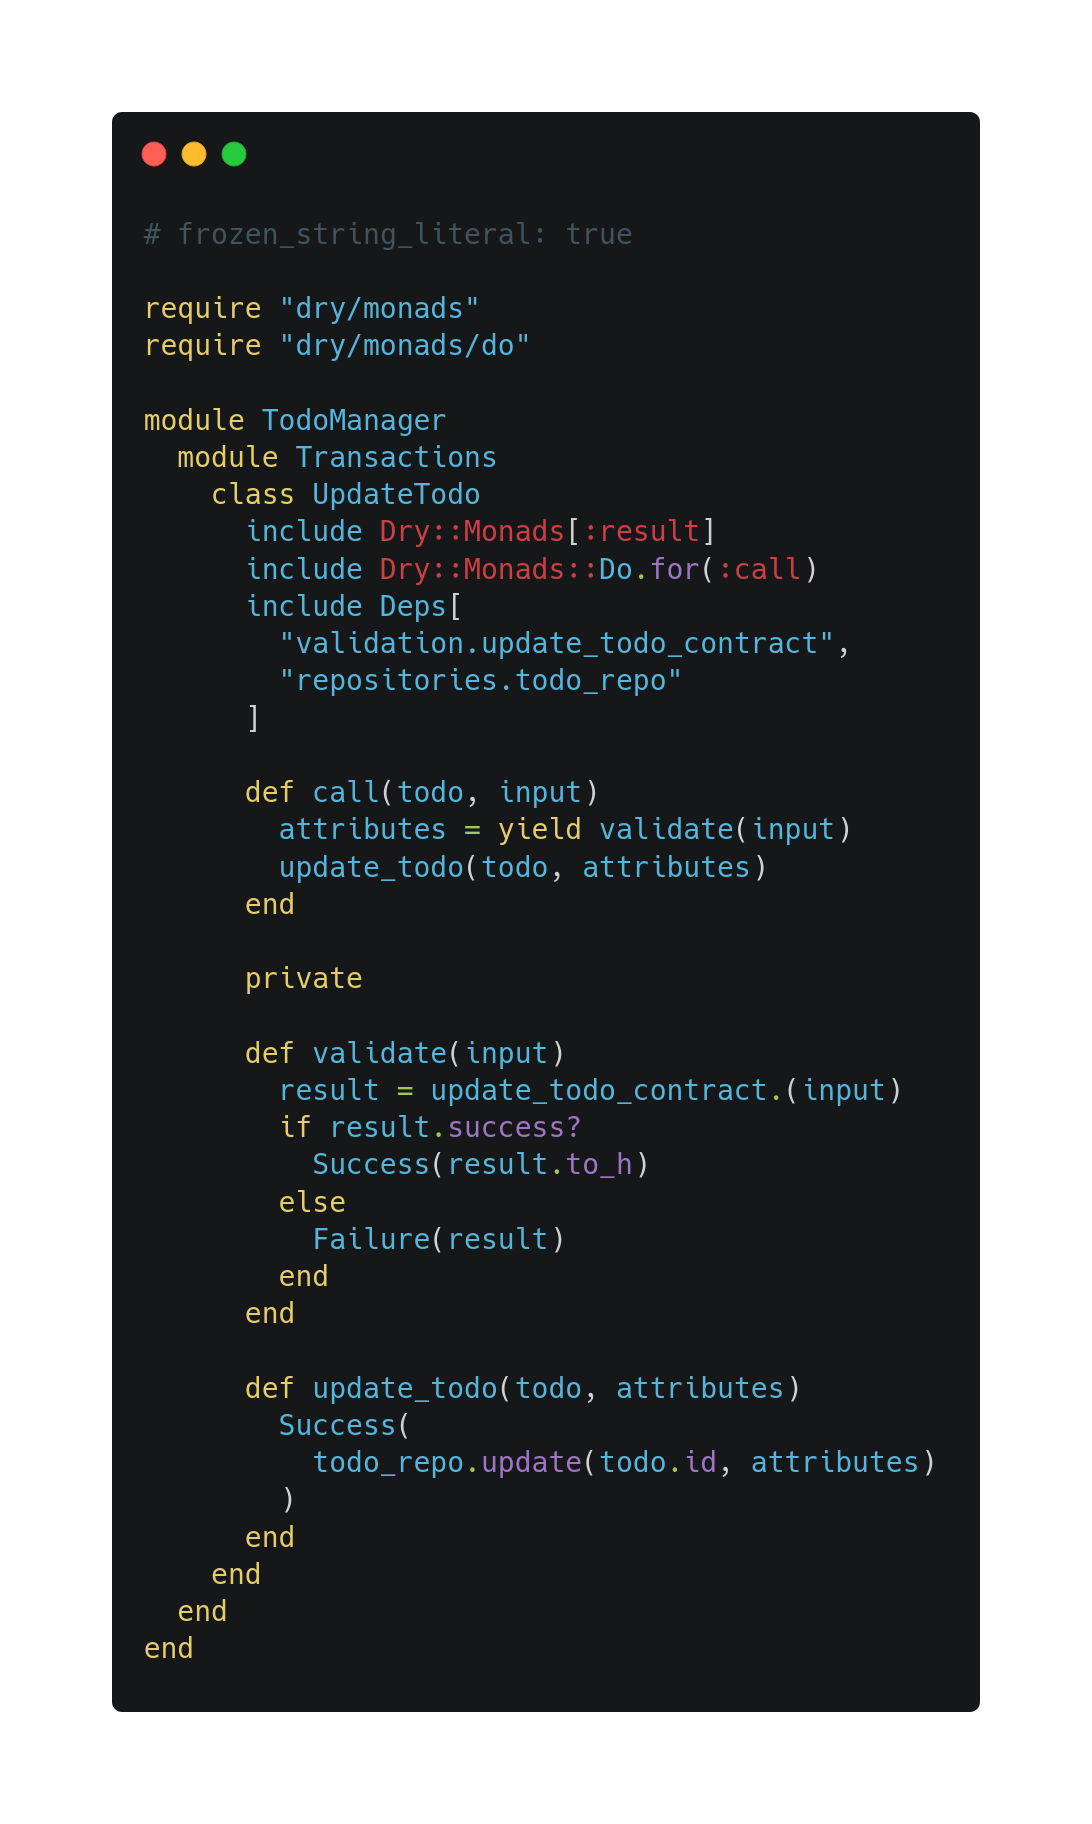 # frozen_string_literal: true

require "dry/monads"
require "dry/monads/do"

module TodoManager
  module Transactions
    class UpdateTodo
      include Dry::Monads[:result]
      include Dry::Monads::Do.for(:call)
      include Deps[
        "validation.update_todo_contract",
        "repositories.todo_repo"
      ]

      def call(todo, input)
        attributes = yield validate(input)
        update_todo(todo, attributes)
      end

      private

      def validate(input)
        result = update_todo_contract.(input)
        if result.success?
          Success(result.to_h)
        else
          Failure(result)
        end
      end

      def update_todo(todo, attributes)
        Success(
          todo_repo.update(todo.id, attributes)
        )
      end
    end
  end
end